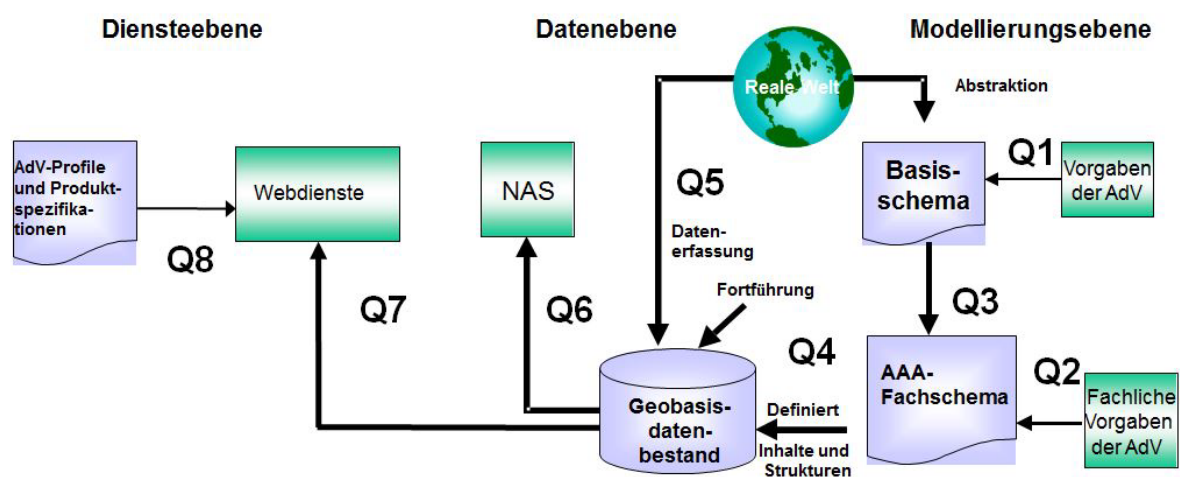 Diensteebene
Datenebene
Modellierungsebene
Reale Welt
Abstraktion
AdV-Profile
und Produkt-
spezifika-
tionen
Q8
Webdienste
NAS
Q5
Daten-
erfassung
Basis-
schema
Q1
Vorgaben
der AdV
Fortführung
Q7
Q6
Q3
Q4
Geobasis-
daten-
bestand
Definiert
Inhalte und
Strukturen
AAA-
Fachschema
Q2
Fachliche
Vorgaben
der AdV